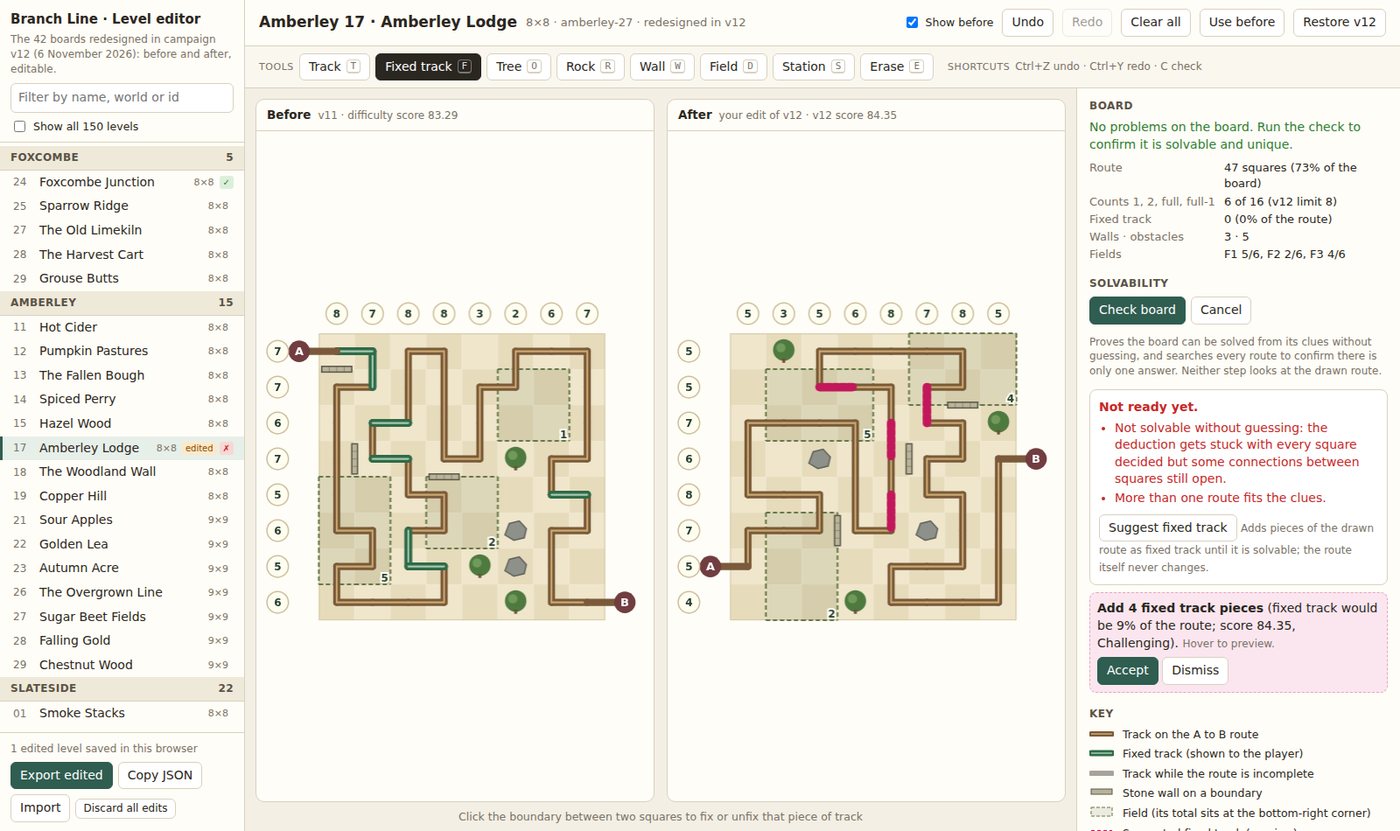 Branch Line · Level editor
The 42 boards redesigned in campaign
v12 (6 November 2026): before and after,
editable.
Filter by name, world or id
Show all 150 levels
FOXCOMBE 5
24 Foxcombe Junction 8×8 ✓
25 Sparrow Ridge 8×8
27 The Old Limekiln 8×8
28 The Harvest Cart 8×8
29 Grouse Butts 8×8
AMBERLEY 15
11 Hot Cider 8×8
12 Pumpkin Pastures 8×8
13 The Fallen Bough 8×8
14 Spiced Perry 8×8
15 Hazel Wood 8×8
17 Amberley Lodge 8×8 edited ✗
18 The Woodland Wall 8×8
19 Copper Hill 8×8
21 Sour Apples 9×9
22 Golden Lea 9×9
23 Autumn Acre 9×9
26 The Overgrown Line 9×9
27 Sugar Beet Fields 9×9
28 Falling Gold 9×9
29 Chestnut Wood 9×9
SLATESIDE 22
01 Smoke Stacks 8×8
1 edited level saved in this browser
Export edited Copy JSON
Import Discard all edits
Amberley 17 · Amberley Lodge 8×8 · amberley-27 · redesigned in v12
Show before Undo Redo Clear all Use before Restore v12
TOOLS Track T Fixed track F Tree O Rock R Wall W Field D Station S Erase E SHORTCUTS Ctrl+Z undo · Ctrl+Y redo · C check
Before v11 · difficulty score 83.29
8 7 8 8 3 2 6 7
7 A
7
6 1
7
5
6 2
5 5
6 B
After your edit of v12 · v12 score 84.35
5 3 5 6 7 8 5
5
5 4
7 5
6 B
8
7
5 A
4 2
Click the boundary between two squares to fix or unfix that piece of track
BOARD
No problems on the board. Run the check to
confirm it is solvable and unique.
Route 47 squares (73% of the
board)
Counts 1, 2, full, full-1 6 of 16 (v12 limit 8)
Fixed track 0 (0% of the route)
Walls · obstacles 3 · 5
Fields F1 5/6, F2 2/6, F3 4/6
SOLVABILITY
Check board Cancel
Proves the board can be solved from its clues without
guessing, and searches every route to confirm there is
only one answer. Neither step looks at the drawn route.
Not ready yet.
• Not solvable without guessing: the
deduction gets stuck with every square
decided but some connections between
squares still open.
• More than one route fits the clues.
Suggest fixed track Adds pieces of the drawn
route as fixed track until it is solvable; the route
itself never changes.
Add 4 fixed track pieces (fixed track would
be 9% of the route; score 84.35,
Challenging). Hover to preview.
Accept Dismiss
KEY
Track on the A to B route
Fixed track (shown to the player)
Track while the route is incomplete
Stone wall on a boundary
Field (its total sits at the bottom-right corner)